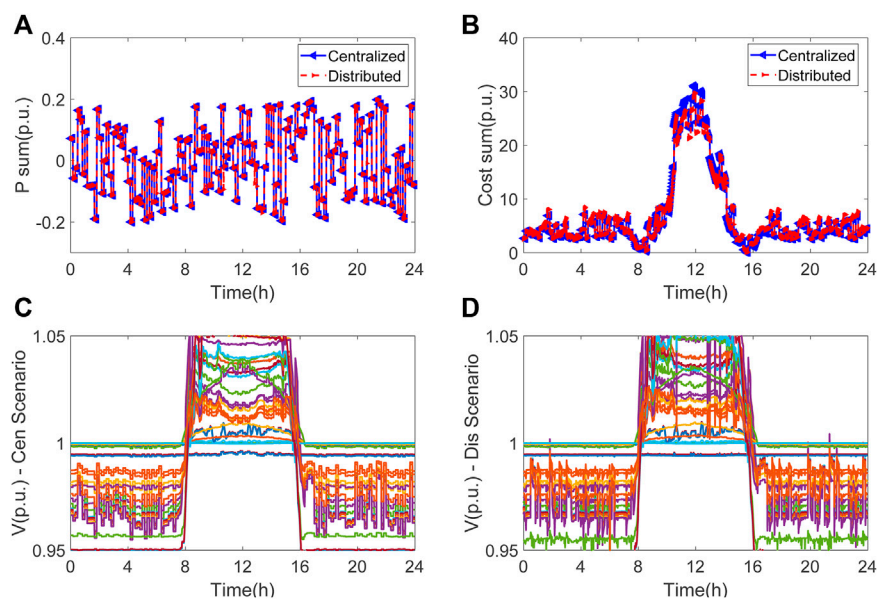 A
0.4
0.2
0
-0.2
P sum(p.u.)
Centralized
Distributed
0 4 8 12 16 20 24
Time(h)
B
40
30
20
10
0
Cost sum(p.u.)
Centralized
Distributed
0 4 8 12 16 20 24
Time(h)
C
1.05
1
0.95
V(p.u.) - Cen Scenario
0 4 8 12 16 20 24
Time(h)
D
1.05
1
0.95
V(p.u.) - Dis Scenario
0 4 8 12 16 20 24
Time(h)